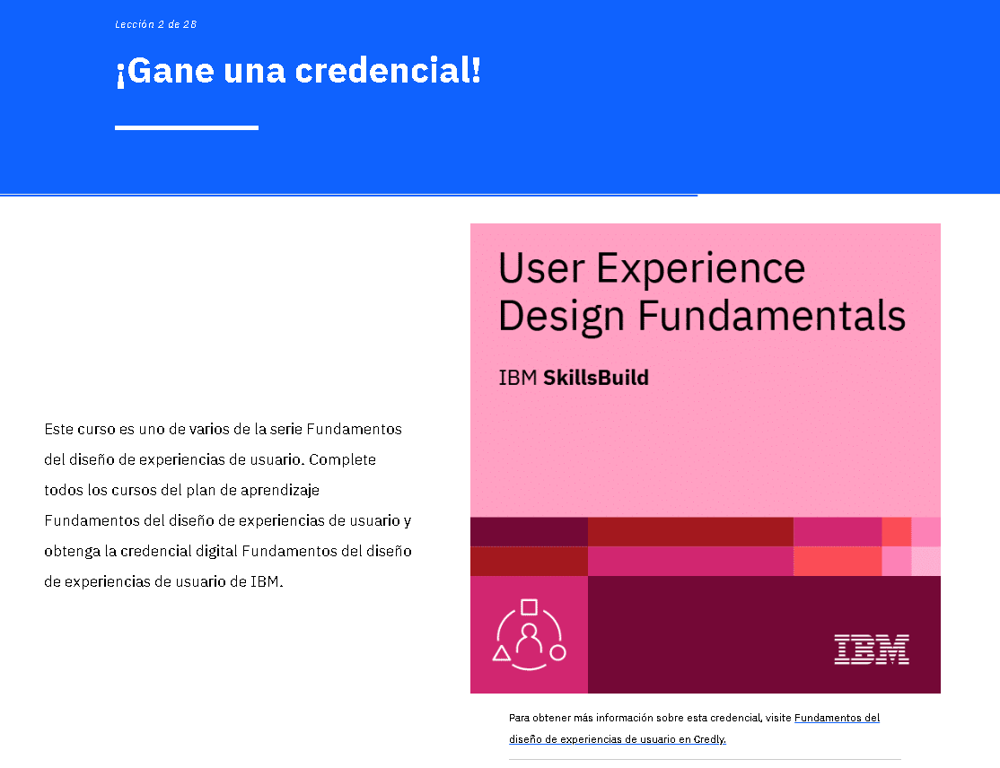 Lección 2 de 28
¡Gane una credencial!
User Experience
Design Fundamentals
IBM SkillsBuild
Este curso es uno de varios de la serie Fundamentos
del diseño de experiencias de usuario. Complete
todos los cursos del plan de aprendizaje
Fundamentos del diseño de experiencias de usuario y
obtenga la credencial digital Fundamentos del diseño
de experiencias de usuario de IBM.
IBM
Para obtener más información sobre esta credencial, visite Fundamentos del
diseño de experiencias de usuario en Credly.